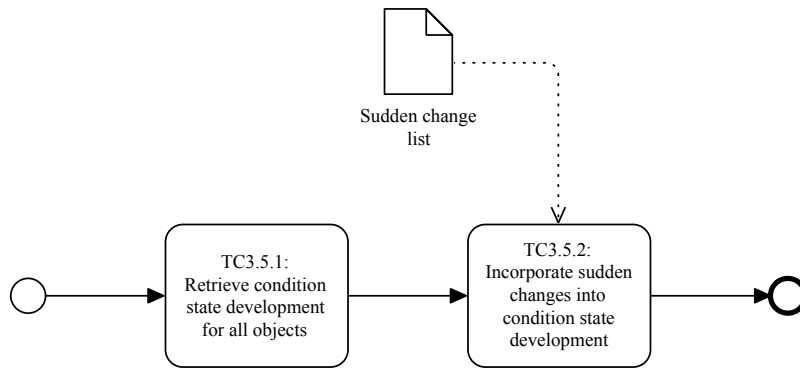 Sudden change
list
TC3.5.1:
Retrieve condition
state development
for all objects
TC3.5.2:
Incorporate sudden
changes into
condition state
development